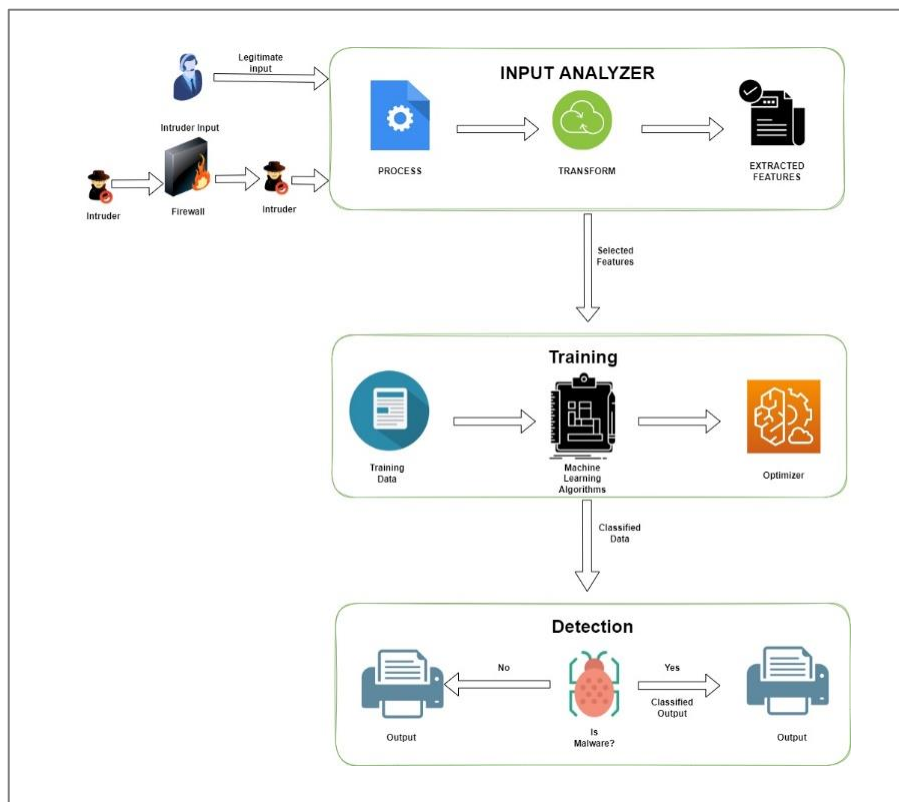 Legitimate
input
INPUT ANALYZER
Intruder input
PROCESS
TRANSFORM
EXTRACTED
FEATURES
Intruder
Firewall
Intruder
Selected
Features
Training
Training
Data
Machine
Learning
Algorithms
Optimizer
Classified
Data
Detection
No
Yes
Classified
Output
Output
Is
Malware?
Output